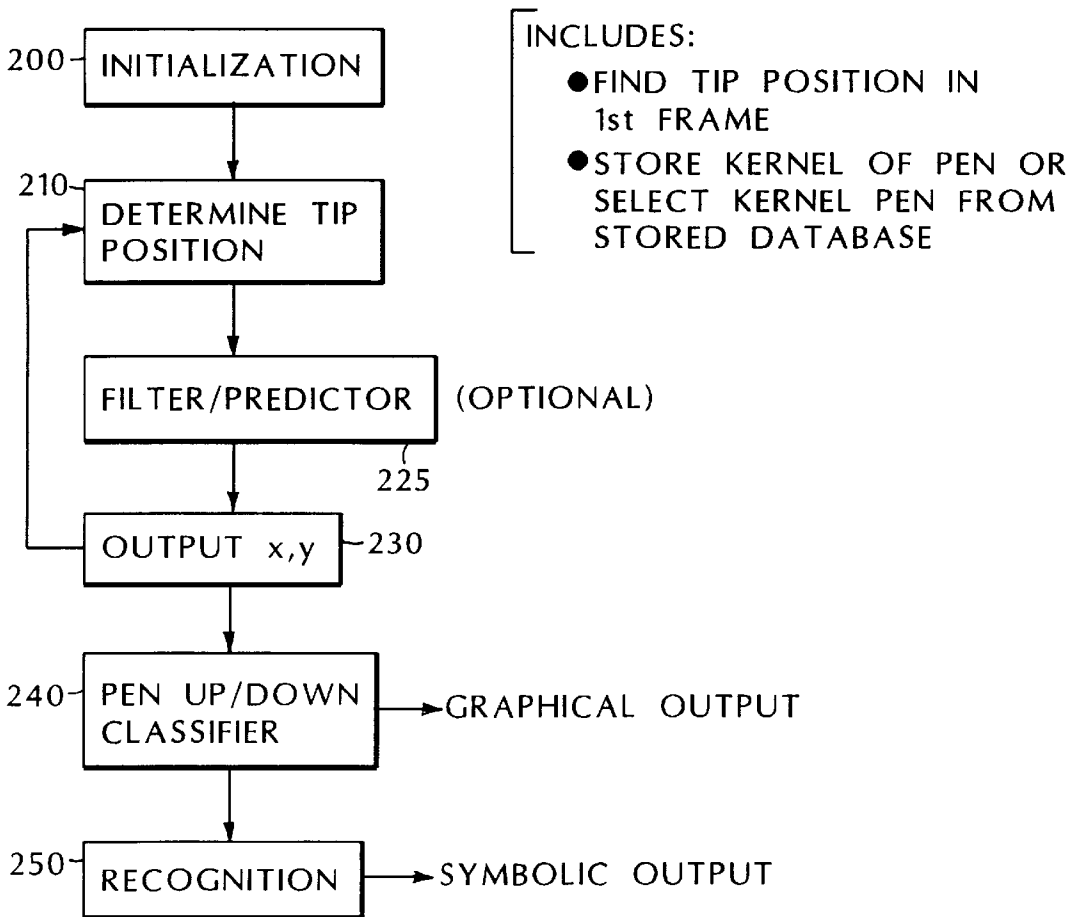 200
INITIALIZATION
INCLUDES:
●FIND TIP POSITION IN
1st FRAME
●STORE KERNEL OF PEN OR
SELECT KERNEL PEN FROM
STORED DATABASE
210
DETERMINE TIP
POSITION
FILTER/PREDICTOR
(OPTIONAL)
225
OUTPUT x,y
230
240
PEN UP/DOWN
CLASSIFIER
GRAPHICAL OUTPUT
250
RECOGNITION
SYMBOLIC OUTPUT